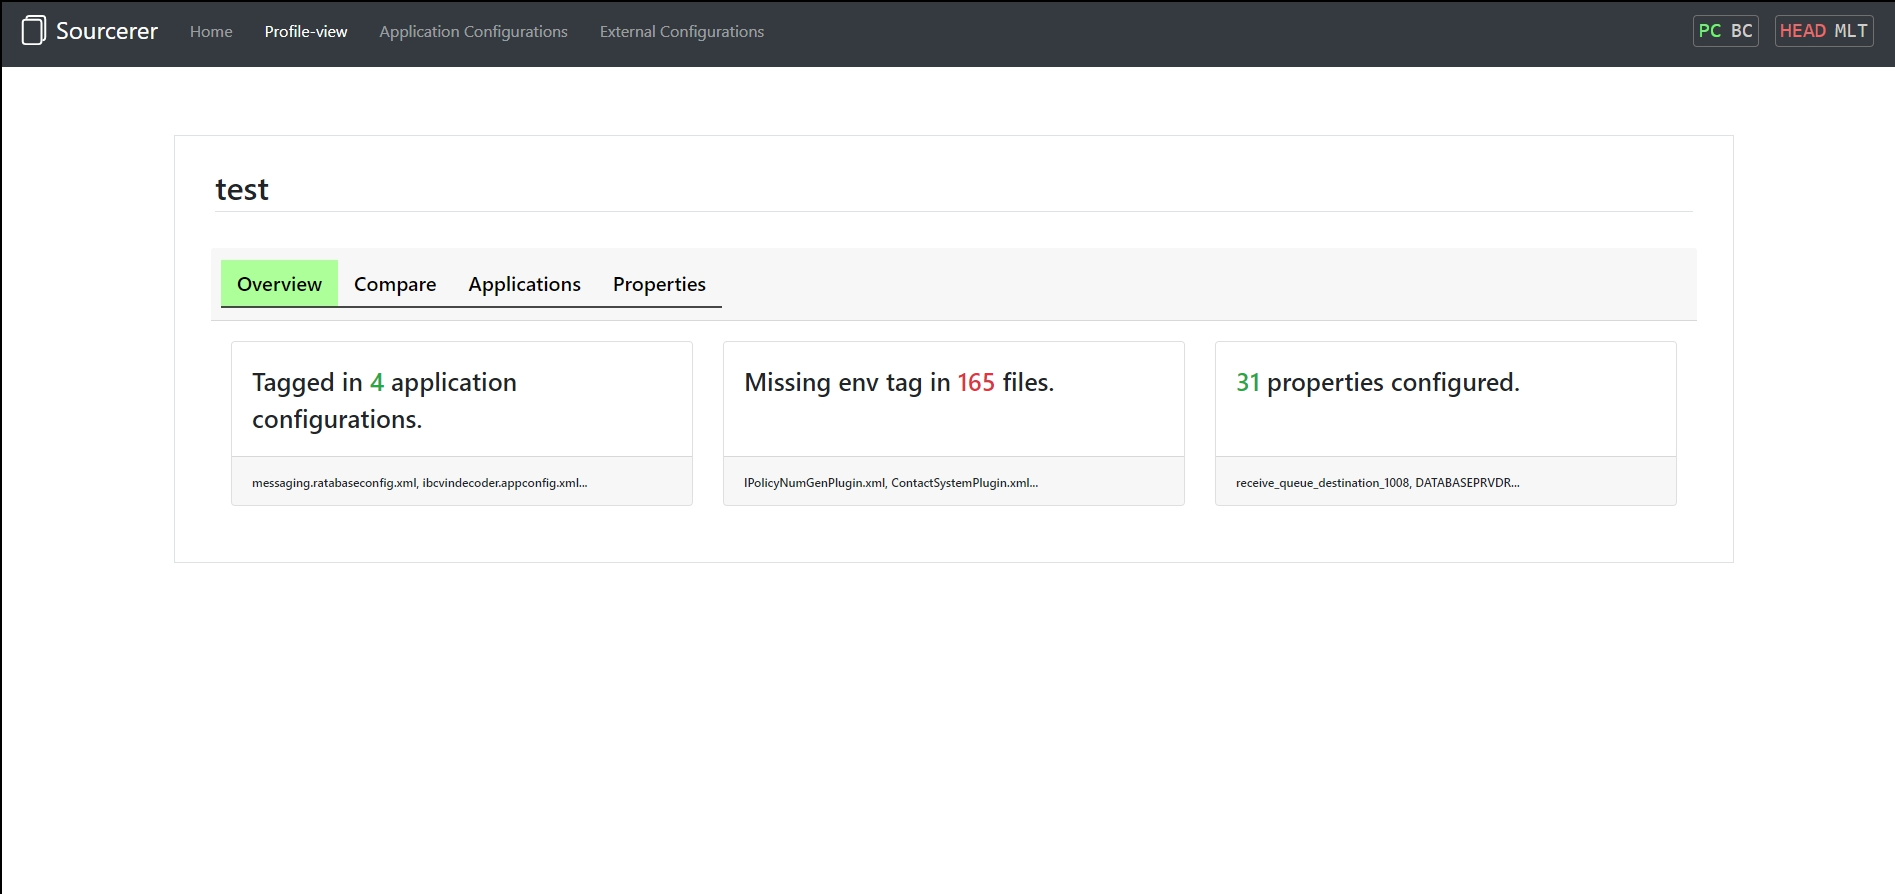 Sourcerer Home Profile-view Application Configurations External Configurations PC BC HEAD MLT
test
Overview Compare Applications Properties
Tagged in 4 application
configurations.
messaging.ratabaseconfig.xml, ibcvindecoder.appconfig.xml...
Missing env tag in 165 files.
IPolicyNumGenPlugin.xml, ContactSystemPlugin.xml...
31 properties configured.
receive_queue_destination_1008, DATABASEPRVDR...